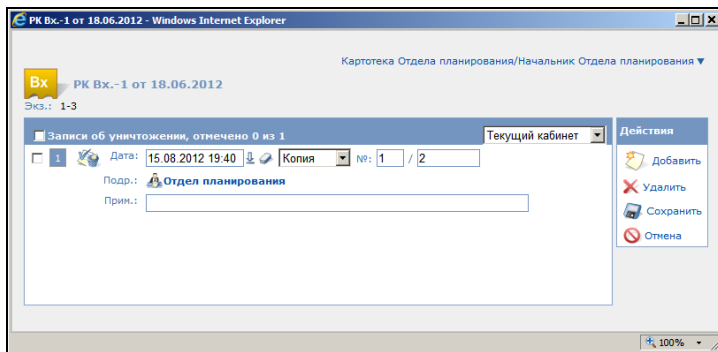 РК Вх.-1 от 18.06.2012 - Windows Internet Explorer
Картотека Отдела планирования/Начальник Отдела планирования ▼
Вх РК Вх.-1 от 18.06.2012
Экз.: 1-3
Записи об уничтожении, отмечено 0 из 1 Текущий кабинет
Действия
1 Дата: 15.08.2012 19:40 Копия №: 1 / 2
Подр.: Отдел планирования
Прим.:
Добавить
Удалить
Сохранить
Отмена
100%